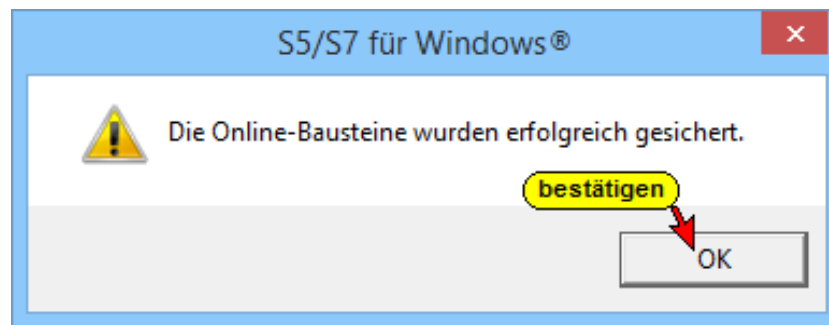 S5/S7 für Windows®
Die Online-Bausteine wurden erfolgreich gesichert.
bestätigen
OK